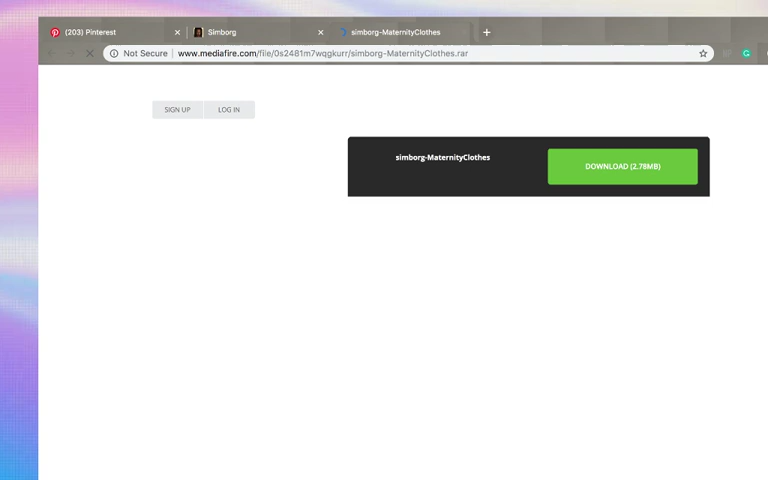 (203) Pinterest
Simborg
simborg-MaternityClothes
Not Secure
www.mediafire.com/file/0s2481m7wqgkurr/simborg-MaternityClothes.rar
SIGN UP
LOG IN
simborg-MaternityClothes
DOWNLOAD (2.78MB)